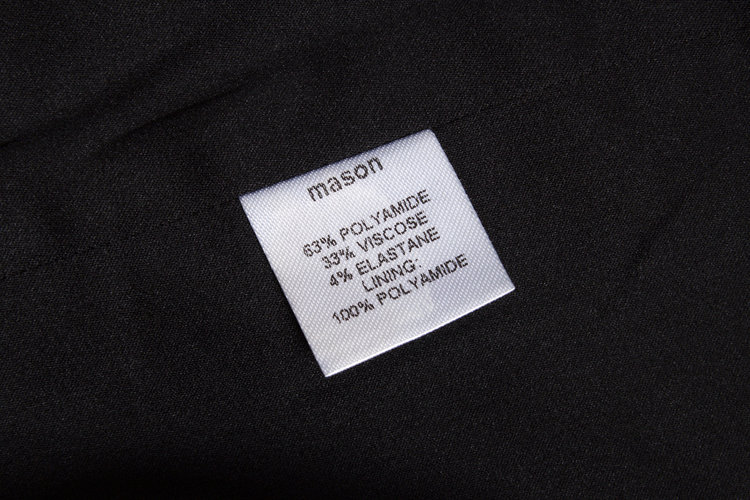 mason
63% POLYAMIDE
33% VISCOSE
4% ELASTANE
LINING:
100% POLYAMIDE